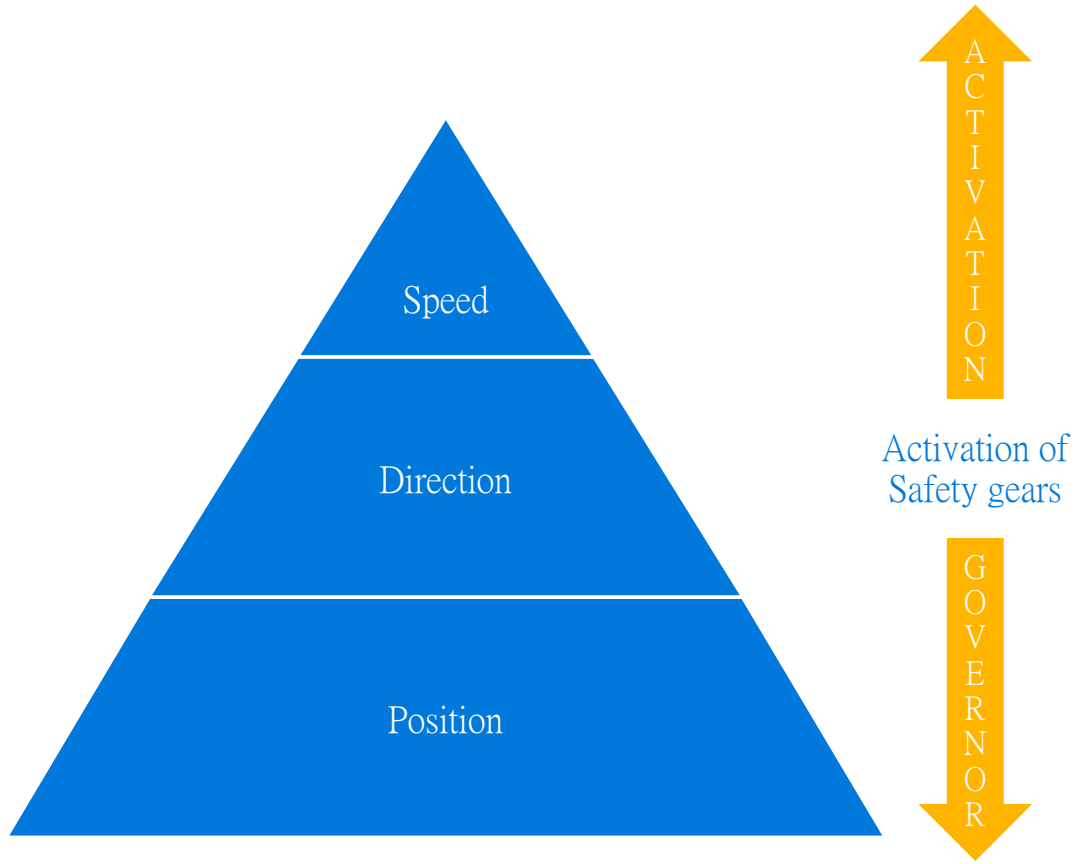 Speed
Direction
Position
ACTIVATION
Activation of
Safety gears
GOVERNOR